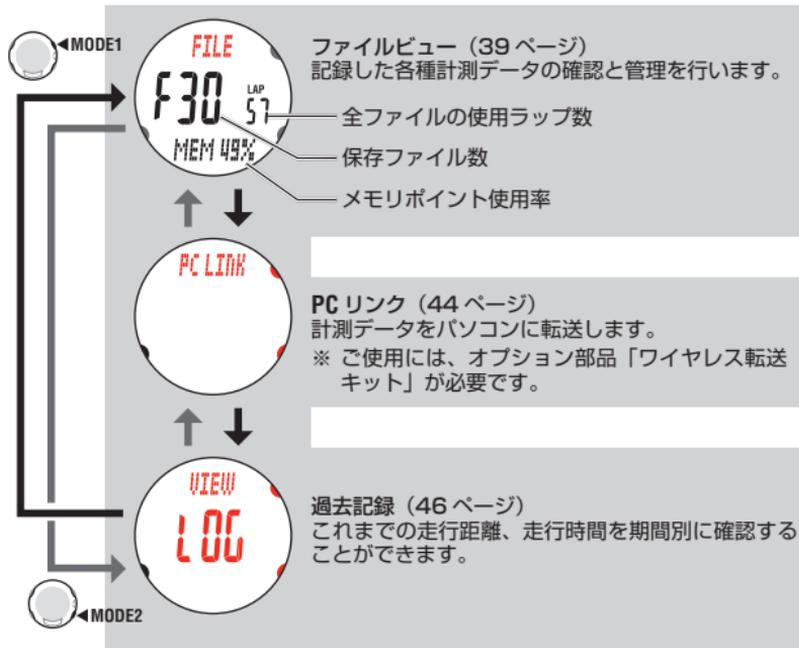 ◀MODE1
FILE
F30
LAP
57
MEM 49%
ファイルビュー（39 ページ）
記録した各種計測データの確認と管理を行います。
全ファイルの使用ラップ数
保存ファイル数
メモリポイント使用率
PC LINK
PC リンク（44 ページ）
計測データをパソコンに転送します。
※ ご使用には、オプション部品「ワイヤレス転送
キット」が必要です。
VIEW
LOG
過去記録（46 ページ）
これまでの走行距離、走行時間を期間別に確認する
ことができます。
◀MODE2